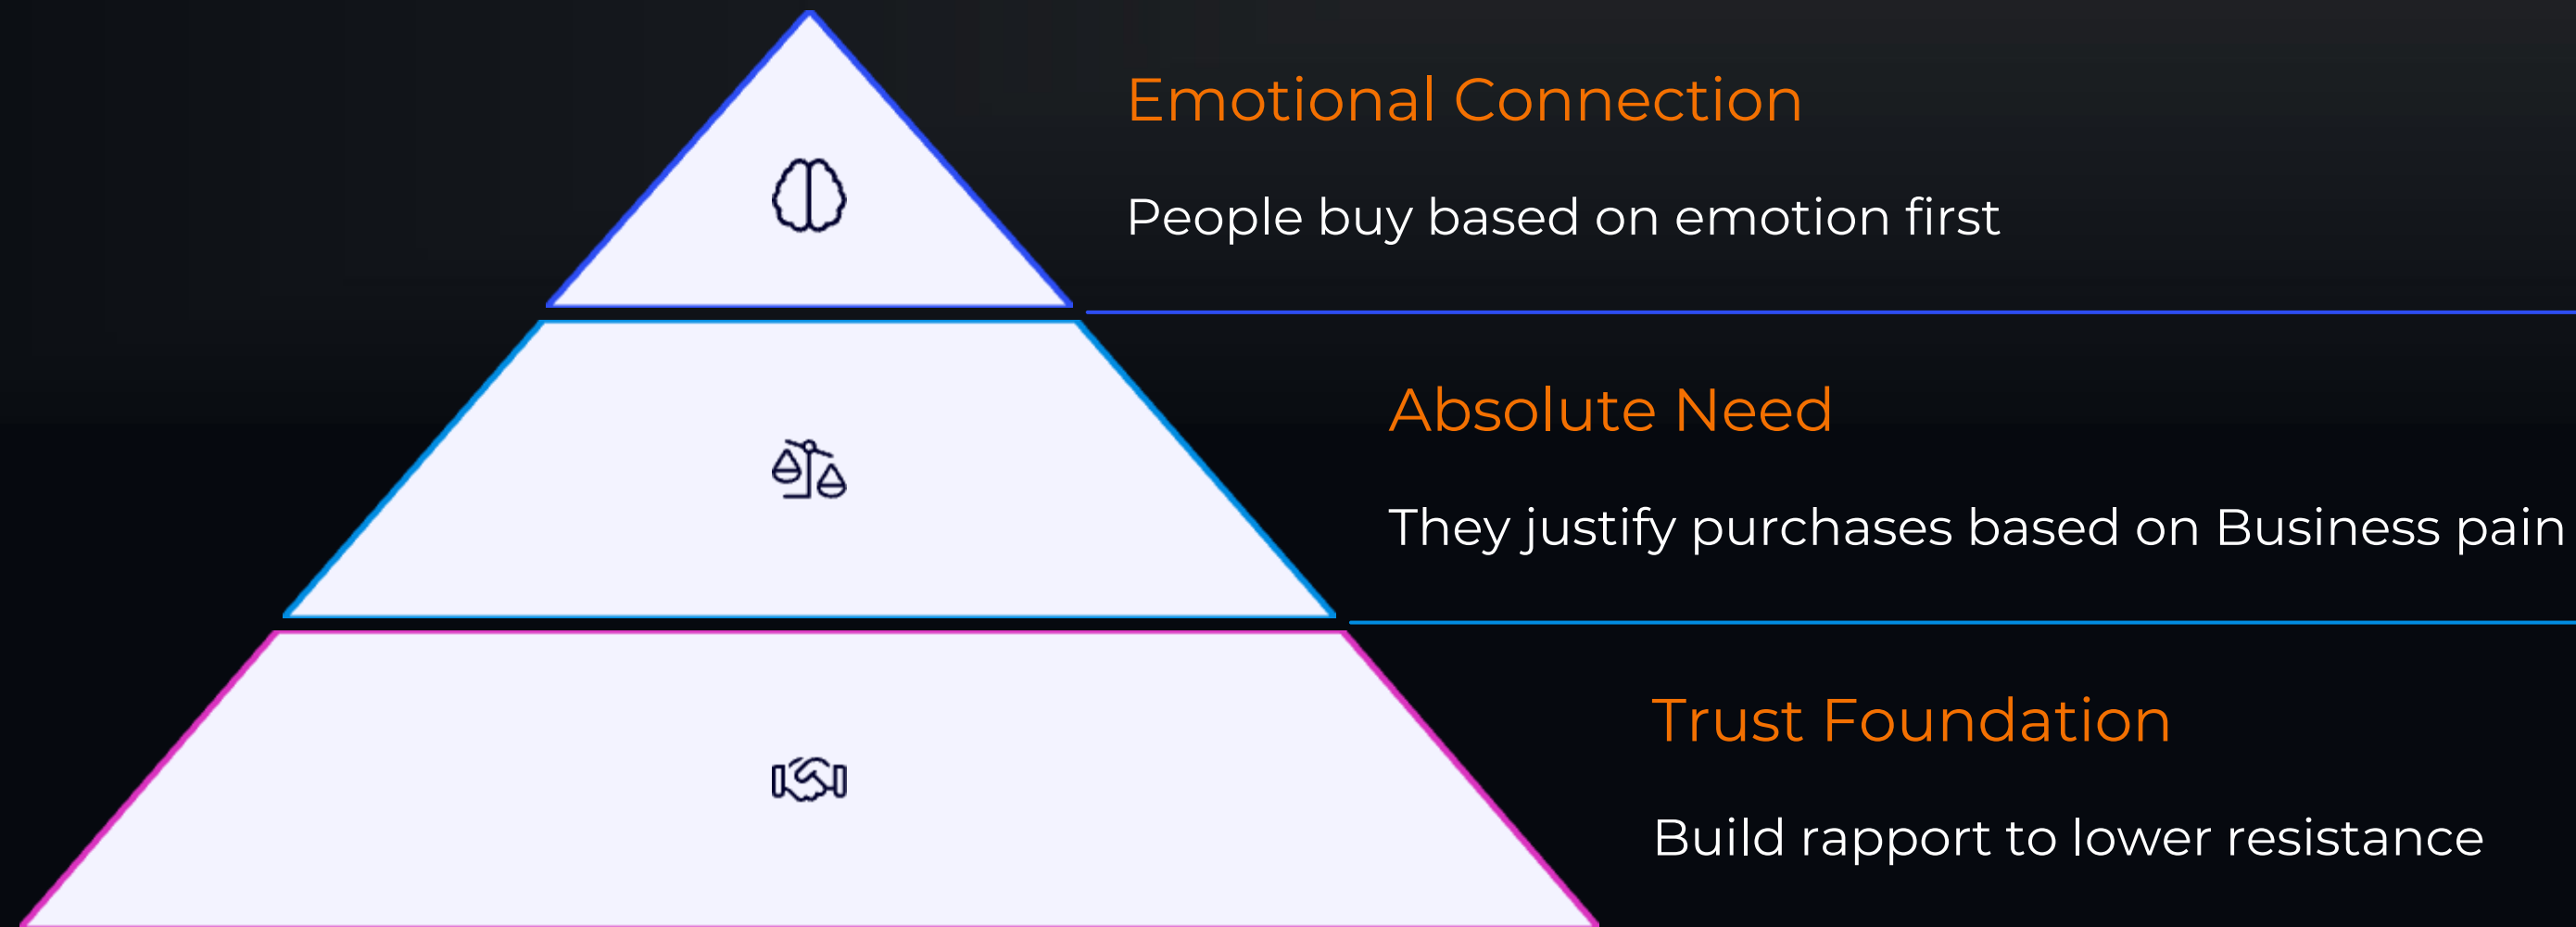 Emotional Connection
People buy based on emotion first
Absolute Need
They justify purchases based on Business pain
Trust Foundation
Build rapport to lower resistance